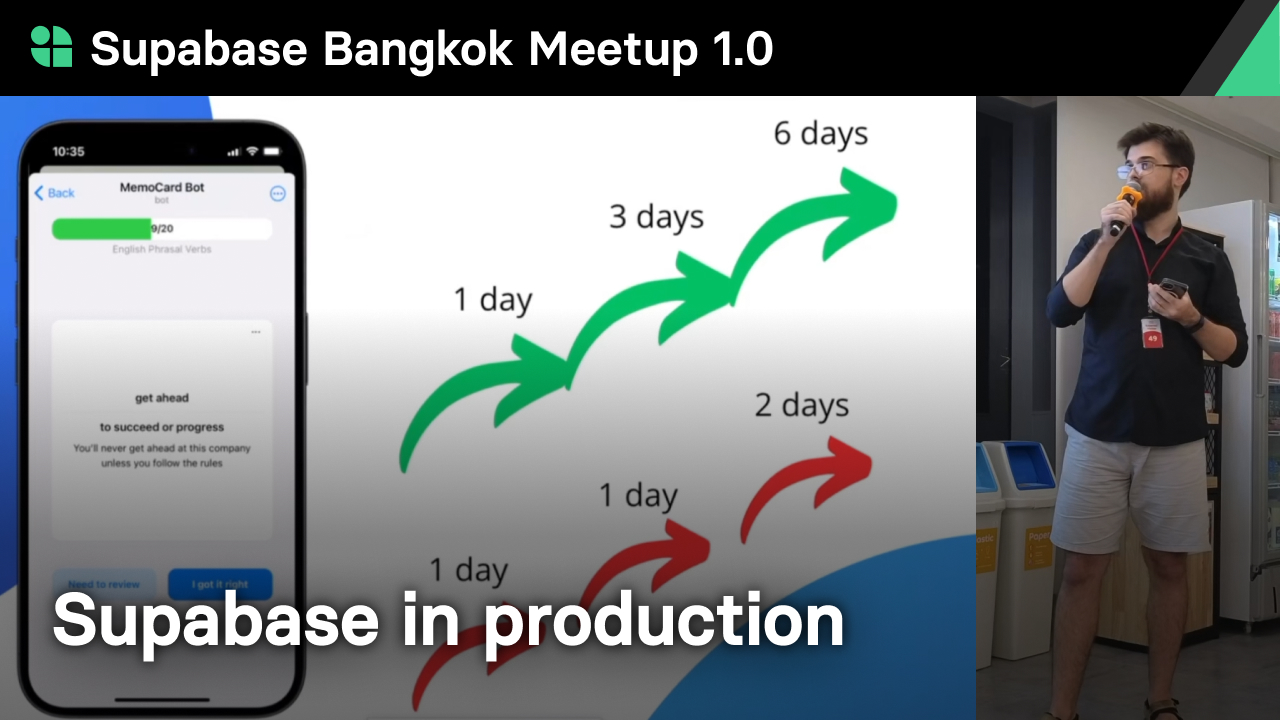 Supabase Bangkok Meetup 1.0
10:35
Back
MemoCard Bot
bot
9/20
English Phrasal Verbs
get ahead
to succeed or progress
You'll never get ahead at this company
unless you follow the rules
Need to review
I got it right
1 day
3 days
6 days
1 day
1 day
2 days
Supabase in production
49
Paper